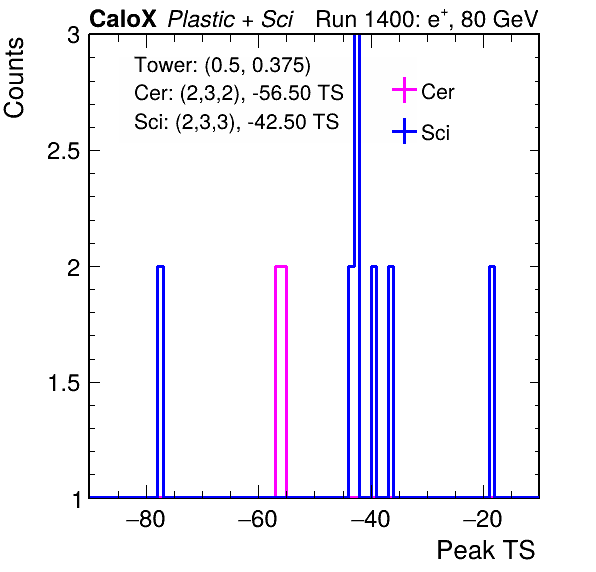 CaloX Plastic + Sci Run 1400: e+, 80 GeV
Counts
Tower: (0.5, 0.375)
Cer: (2,3,2), -56.50 TS
Sci: (2,3,3), -42.50 TS
Cer
Sci
3
2.5
2
1.5
1
−80 −60 −40 −20
Peak TS